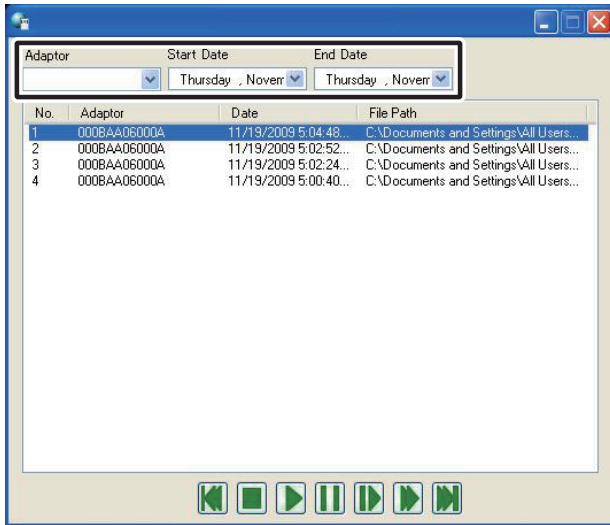 Adaptor Start Date End Date
Thursday , Noverr Thursday , Noverr
No. Adaptor Date File Path
1 000BAA06000A 11/19/2009 5:04:48... C:\Documents and Settings\All Users...
2 000BAA06000A 11/19/2009 5:02:52... C:\Documents and Settings\All Users...
3 000BAA06000A 11/19/2009 5:02:24... C:\Documents and Settings\All Users...
4 000BAA06000A 11/19/2009 5:00:40... C:\Documents and Settings\All Users...